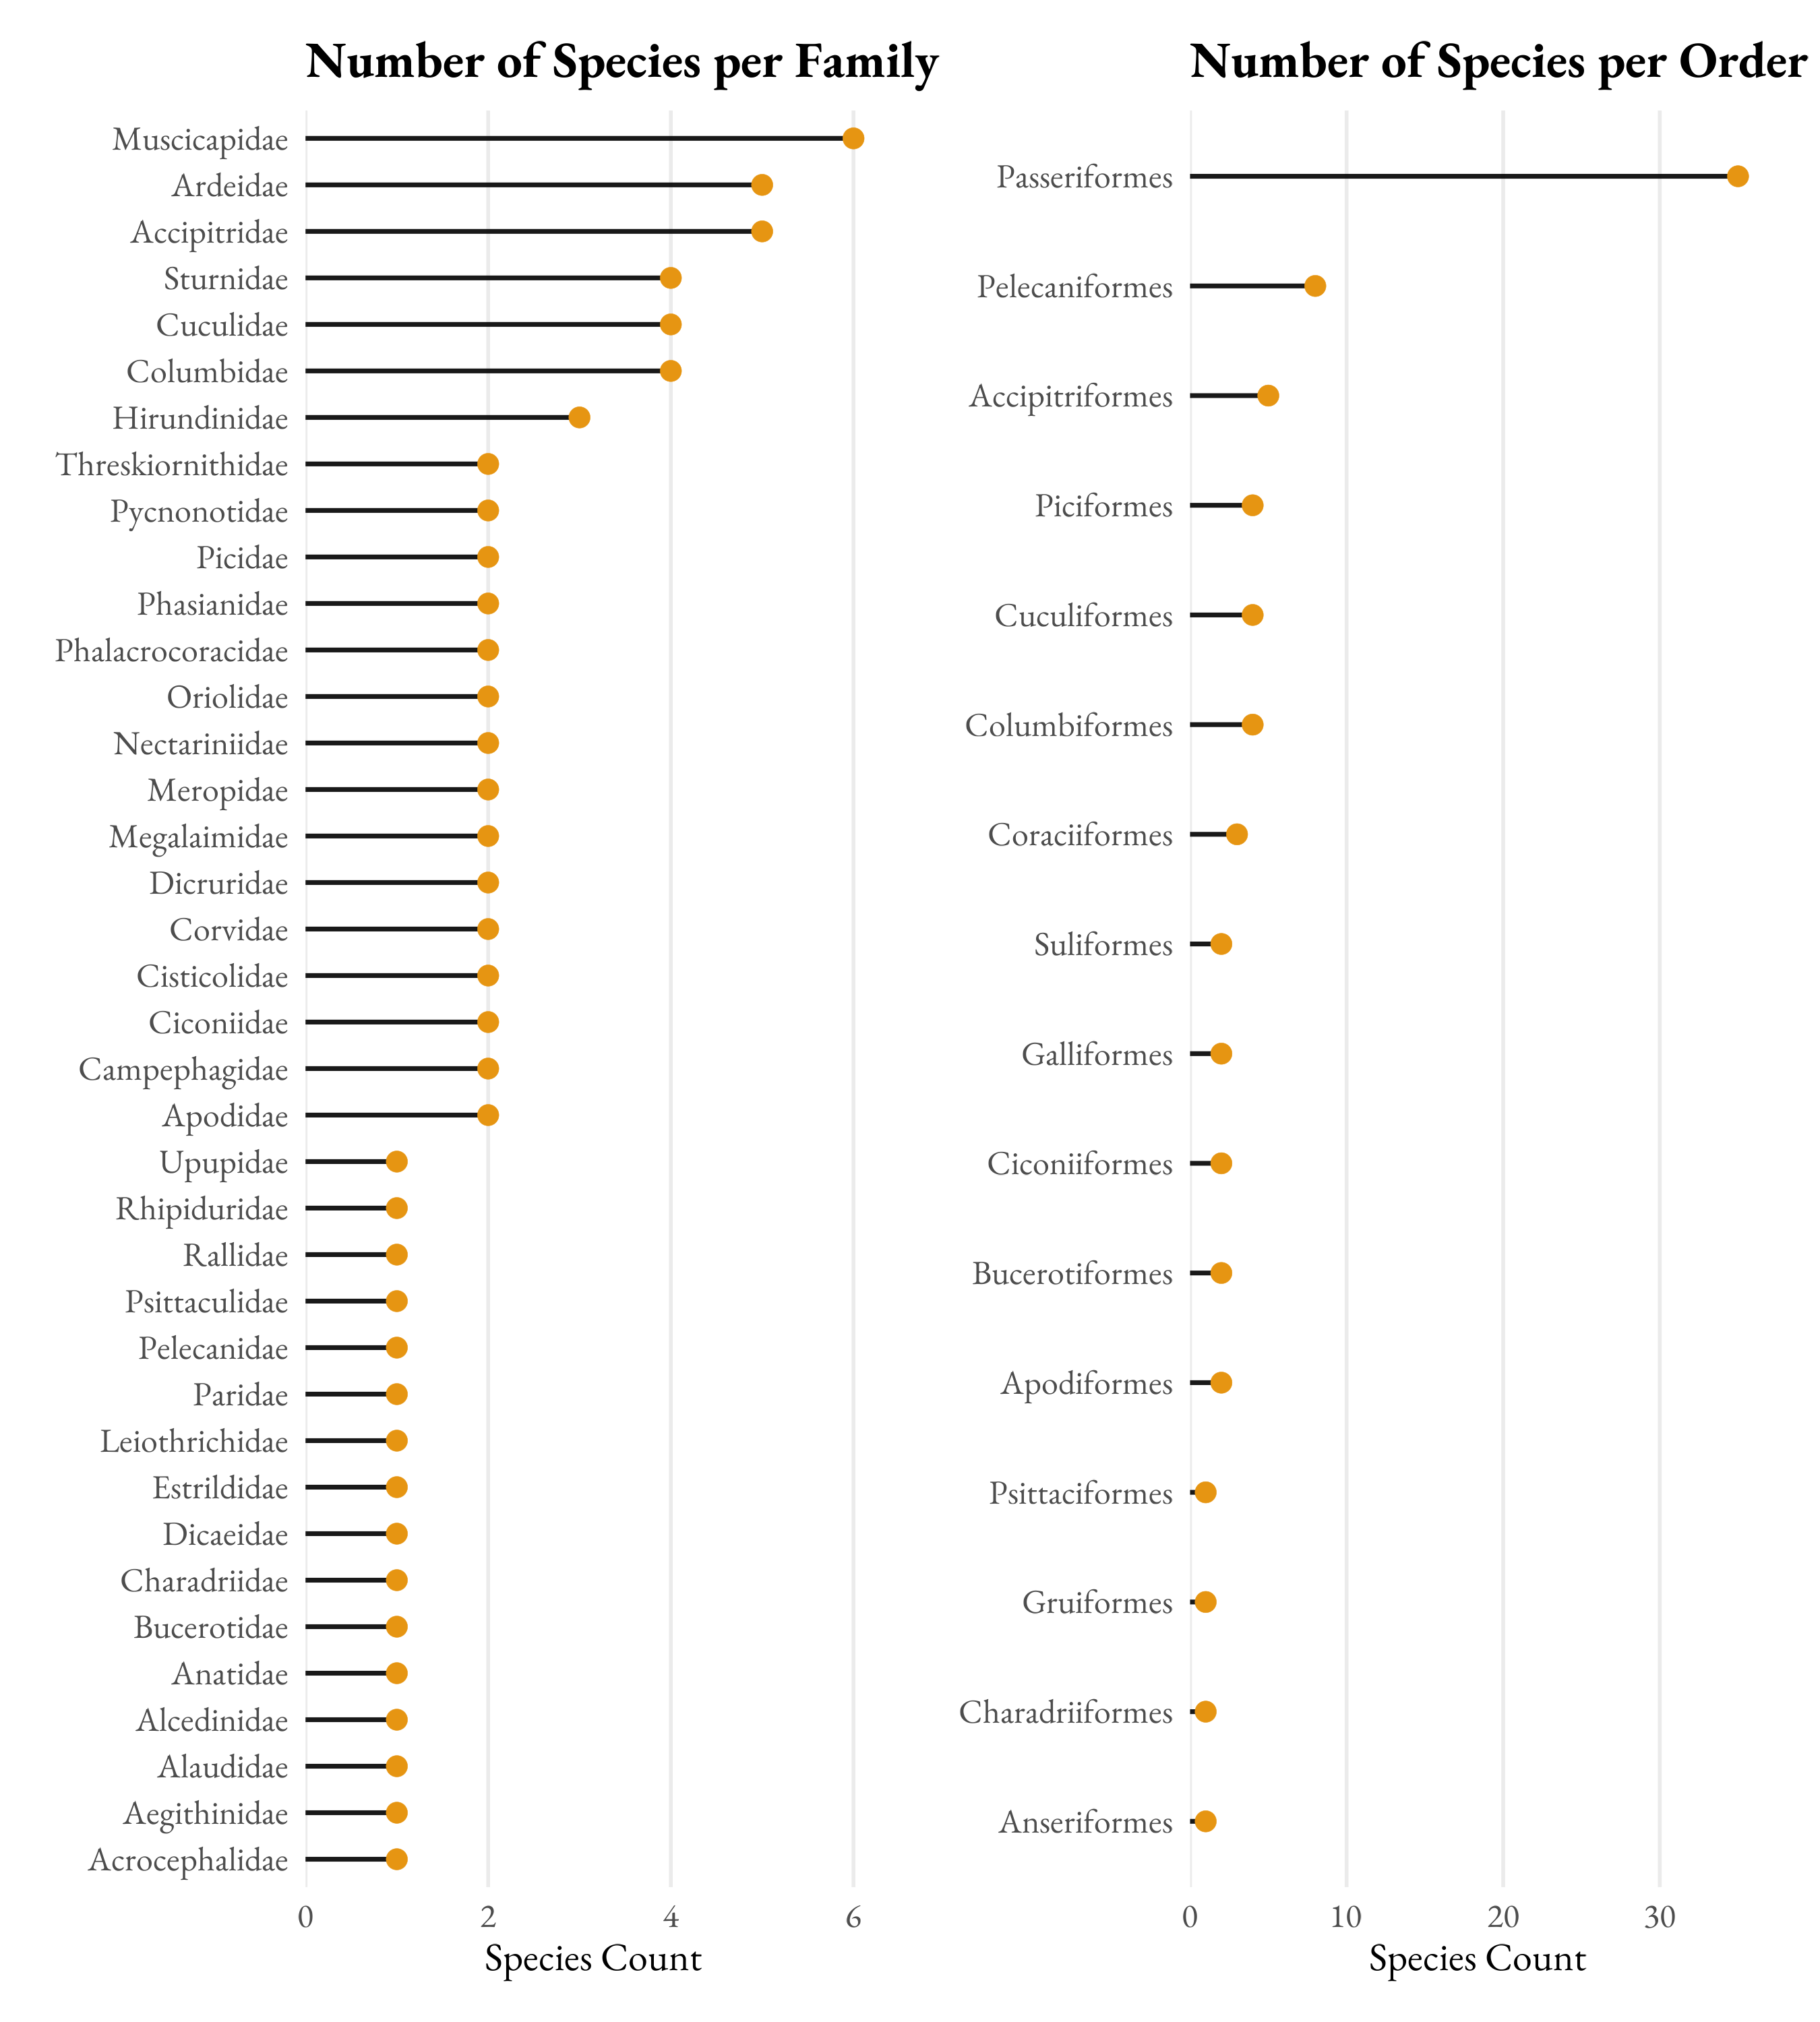 Number of Species per Family
Muscicapidae
Ardeidae
Accipitridae
Sturnidae
Cuculidae
Columbidae
Hirundinidae
Threskiornithidae
Pycnonotidae
Picidae
Phasianidae
Phalacrocoracidae
Oriolidae
Nectariniidae
Meropidae
Megalaimidae
Dicruridae
Corvidae
Cisticolidae
Ciconiidae
Campephagidae
Apodidae
Upupidae
Rhipiduridae
Rallidae
Psittaculidae
Pelecanidae
Paridae
Leiothrichidae
Estrildidae
Dicaeidae
Charadriidae
Bucerotidae
Anatidae
Alcedinidae
Alaudidae
Aegithinidae
Acrocephalidae
0 2 4 6
Species Count
Number of Species per Order
Passeriformes
Pelecaniformes
Accipitriformes
Piciformes
Cuculiformes
Columbiformes
Coraciiformes
Suliformes
Galliformes
Ciconiiformes
Bucerotiformes
Apodiformes
Psittaciformes
Gruiformes
Charadriiformes
Anseriformes
0 10 20 30
Species Count